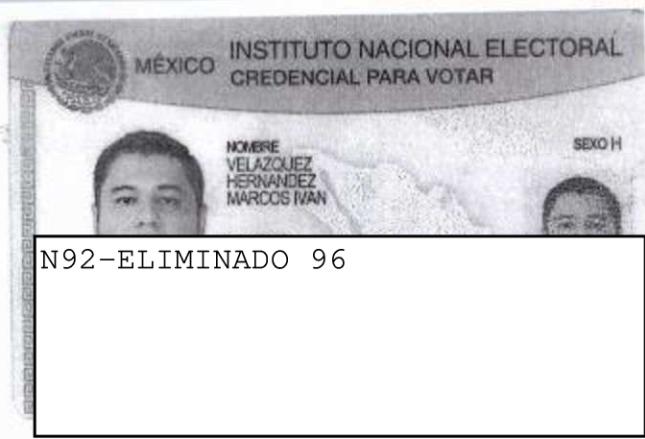 MÉXICO
INSTITUTO NACIONAL ELECTORAL
CREDENCIAL PARA VOTAR
NOMBRE
VELAZQUEZ
HERNANDEZ
MARCOS IVAN
SEXO H
N92-ELIMINADO 96